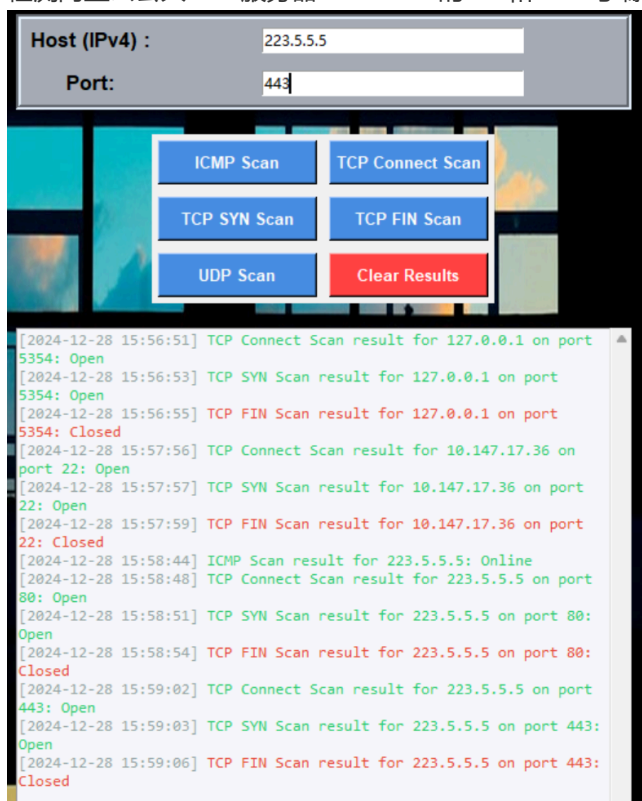 Host (IPv4) :
223.5.5.5
Port:
443
ICMP Scan
TCP Connect Scan
TCP SYN Scan
TCP FIN Scan
UDP Scan
Clear Results
[2024-12-28 15:56:51] TCP Connect Scan result for 127.0.0.1 on port
5354: Open
[2024-12-28 15:56:53] TCP SYN Scan result for 127.0.0.1 on port
5354: Open
[2024-12-28 15:56:55] TCP FIN Scan result for 127.0.0.1 on port
5354: Closed
[2024-12-28 15:57:56] TCP Connect Scan result for 10.147.17.36 on
port 22: Open
[2024-12-28 15:57:57] TCP SYN Scan result for 10.147.17.36 on port
22: Open
[2024-12-28 15:57:59] TCP FIN Scan result for 10.147.17.36 on port
22: Closed
[2024-12-28 15:58:44] ICMP Scan result for 223.5.5.5: Online
[2024-12-28 15:58:48] TCP Connect Scan result for 223.5.5.5 on port
80: Open
[2024-12-28 15:58:51] TCP SYN Scan result for 223.5.5.5 on port 80:
Open
[2024-12-28 15:58:54] TCP FIN Scan result for 223.5.5.5 on port 80:
Closed
[2024-12-28 15:59:02] TCP Connect Scan result for 223.5.5.5 on port
443: Open
[2024-12-28 15:59:03] TCP SYN Scan result for 223.5.5.5 on port 443:
Open
[2024-12-28 15:59:06] TCP FIN Scan result for 223.5.5.5 on port 443:
Closed